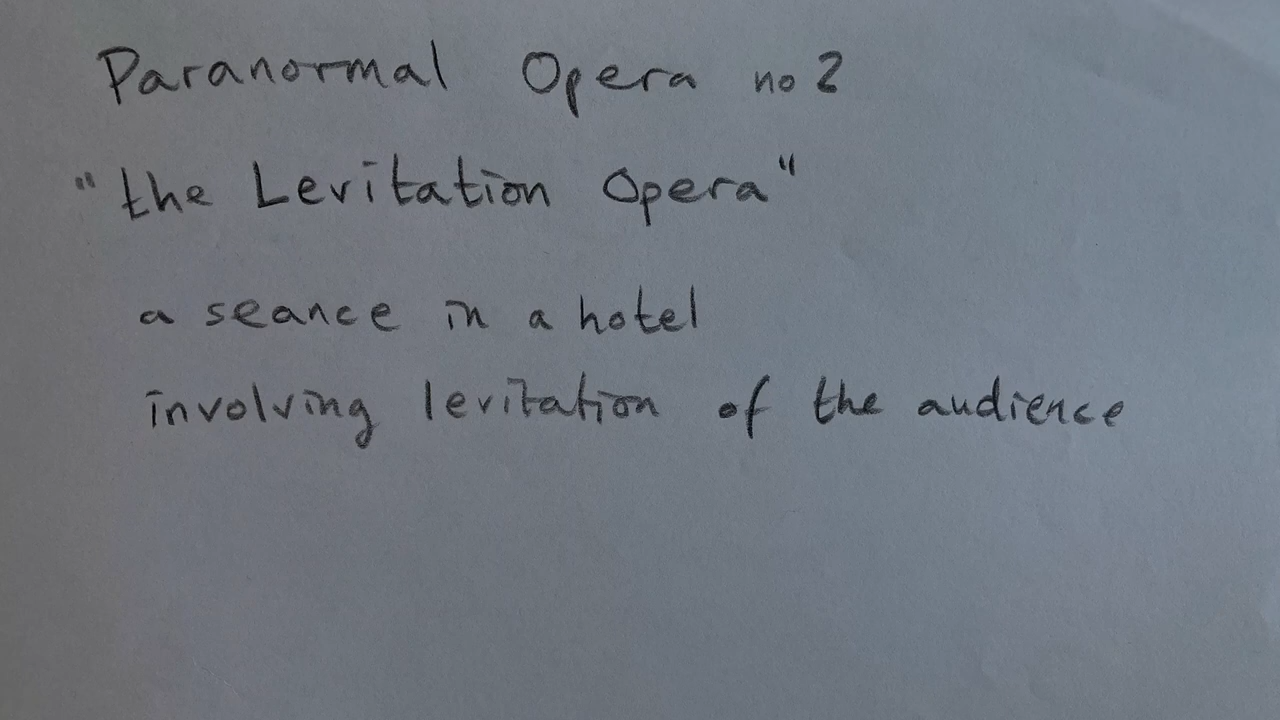 Paranormal Opera no 2
"the Levitation Opera"
a seance in a hotel
involving levitation of the audience